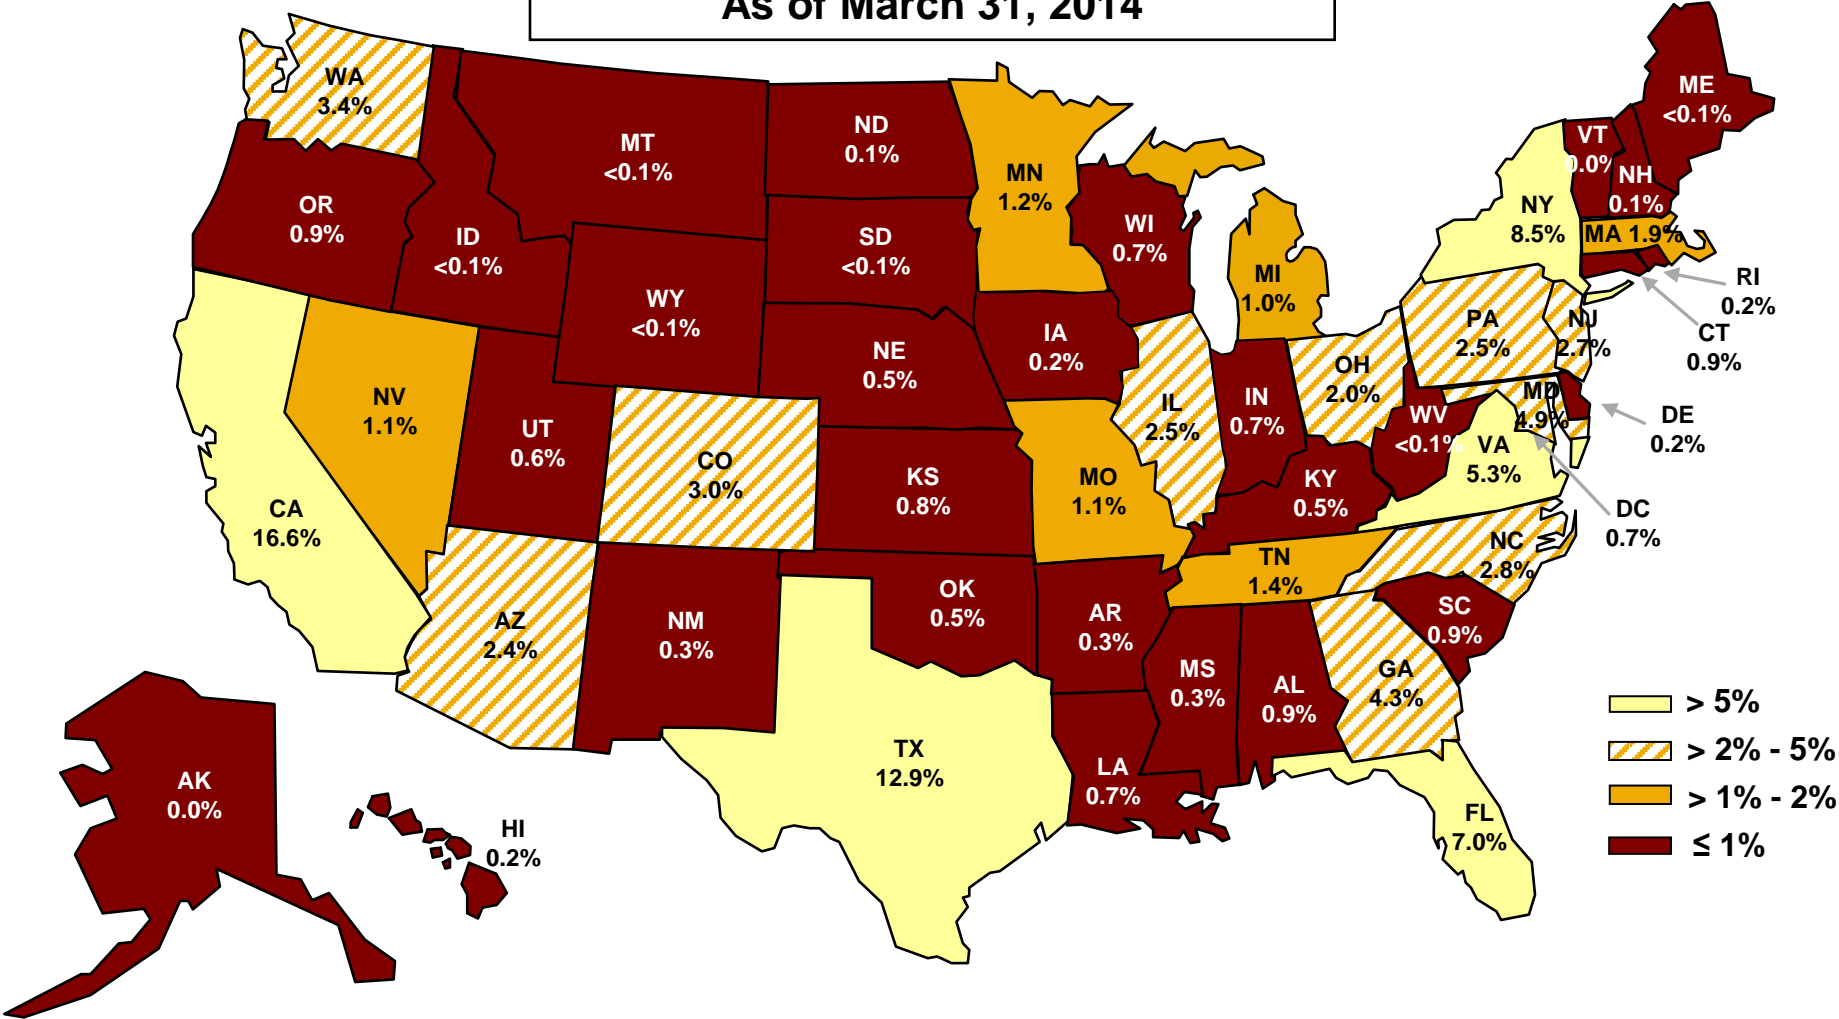 As of March 31, 2014
WA
3.4%
MT
<0.1%
ND
0.1%
MN
1.2%
ME
<0.1%
VT
0.0%
NH
0.1%
OR
0.9%
ID
<0.1%
SD
<0.1%
WI
0.7%
NY
8.5%
MA 1.9%
WY
<0.1%
MI
1.0%
RI
0.2%
CT
0.9%
NE
0.5%
IA
0.2%
PA
2.5%
NJ
2.7%
NV
1.1%
UT
0.6%
CO
3.0%
KS
0.8%
MO
1.1%
IL
2.5%
IN
0.7%
OH
2.0%
WV
<0.1%
MD
4.9%
VA
5.3%
DE
0.2%
DC
0.7%
CA
16.6%
KY
0.5%
NC
2.8%
TN
1.4%
AZ
2.4%
NM
0.3%
OK
0.5%
AR
0.3%
SC
0.9%
MS
0.3%
AL
0.9%
GA
4.3%
TX
12.9%
LA
0.7%
FL
7.0%
AK
0.0%
HI
0.2%
> 5%
> 2% - 5%
> 1% - 2%
≤ 1%